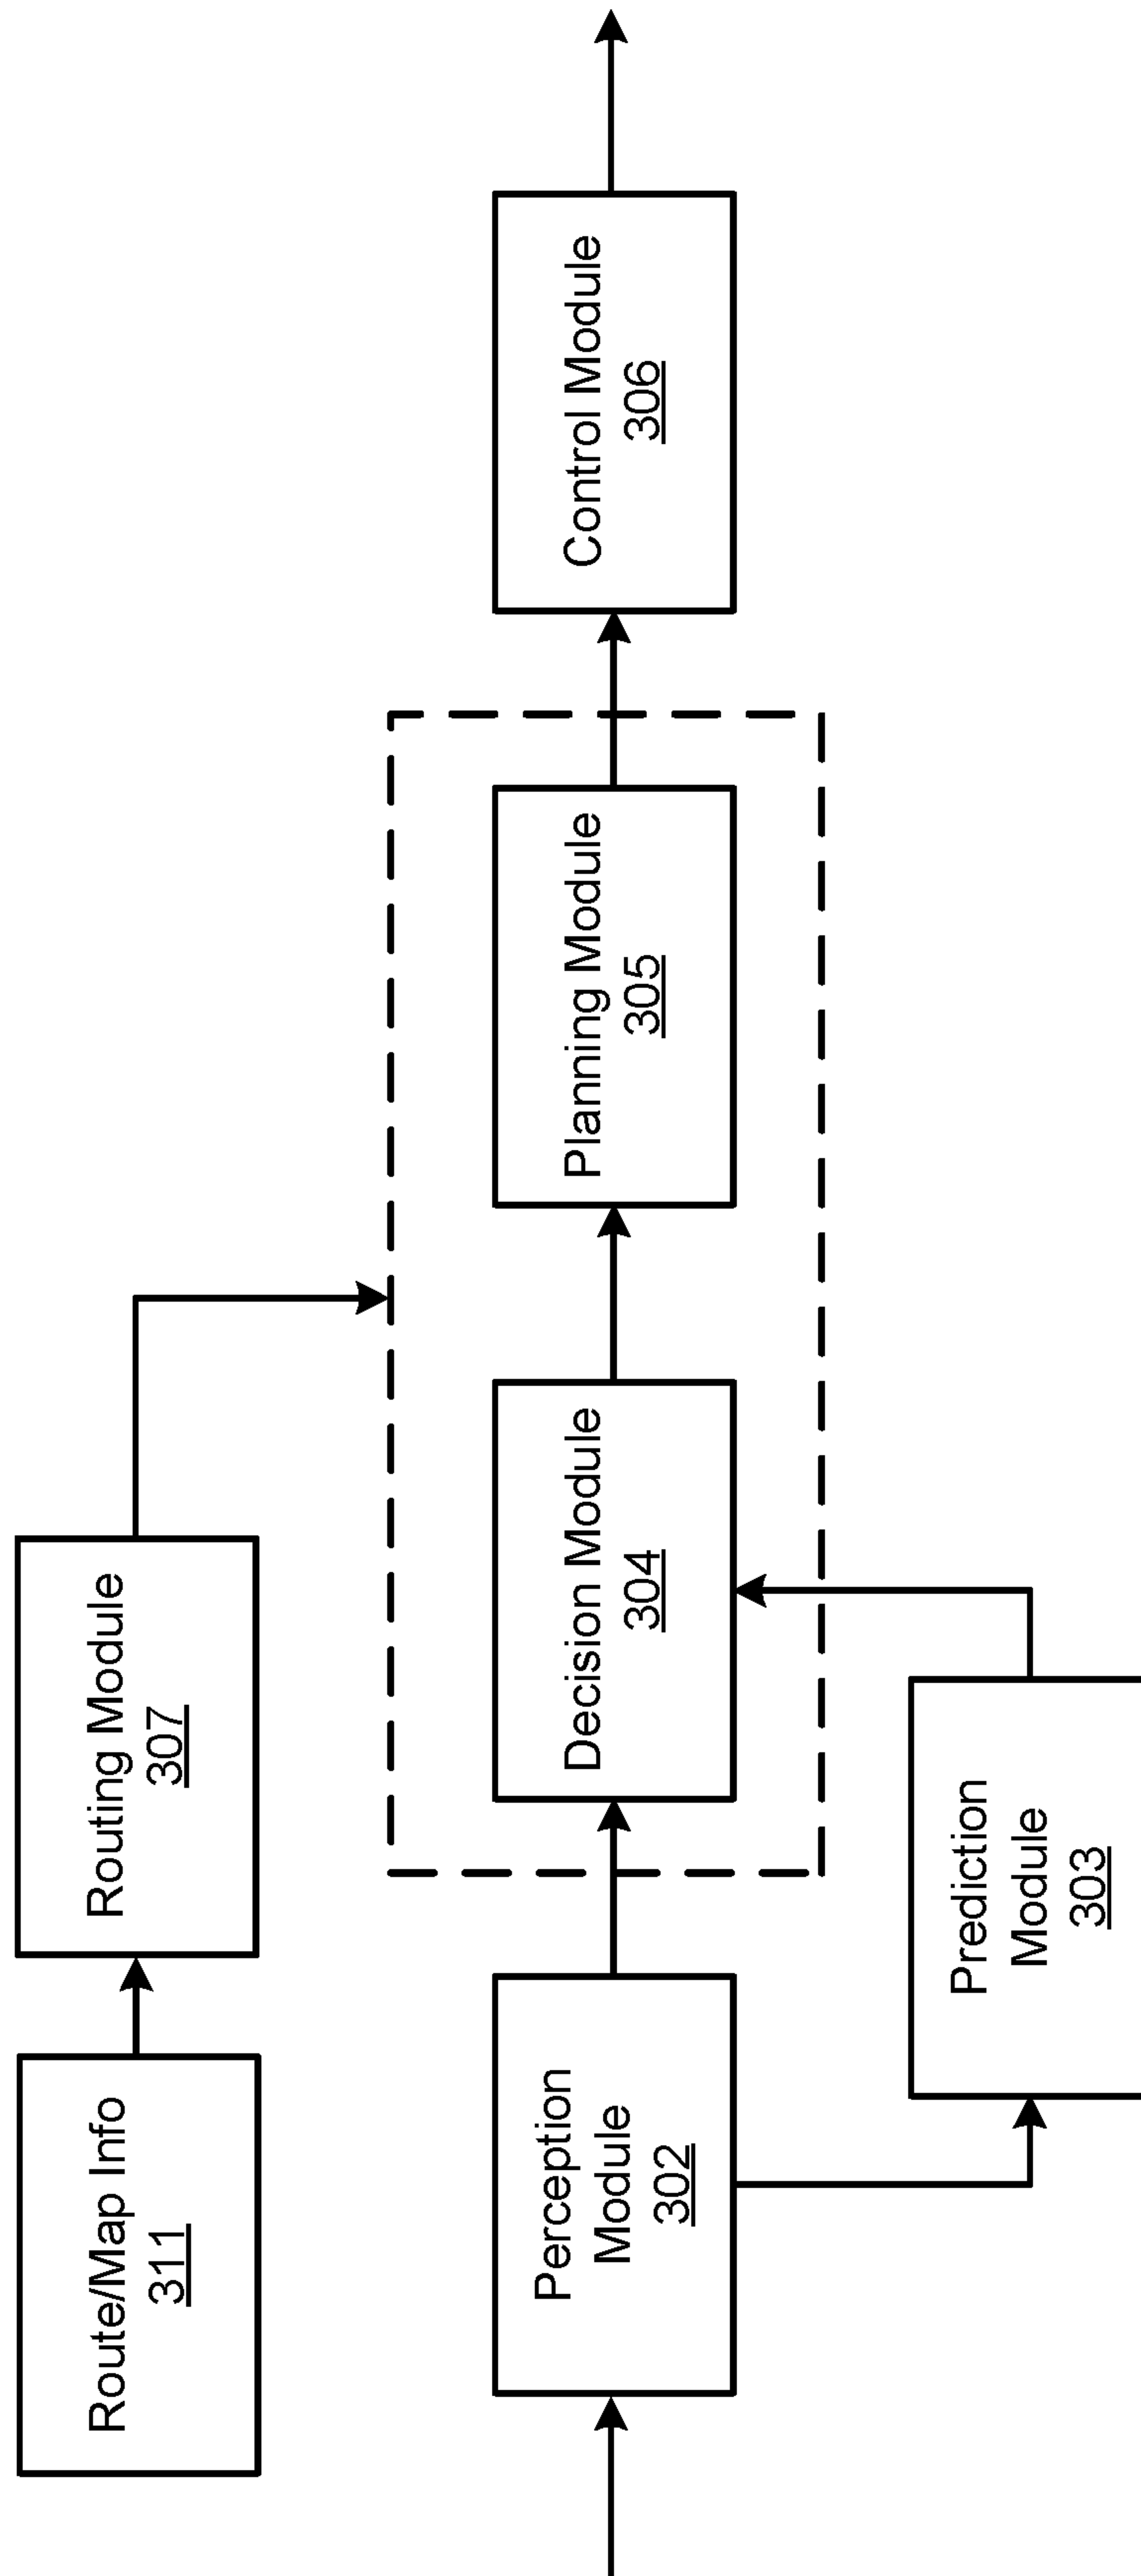 Route/Map Info
311
Routing Module
307
Perception
Module
302
Decision Module
304
Planning Module
305
Control Module
306
Prediction
Module
303